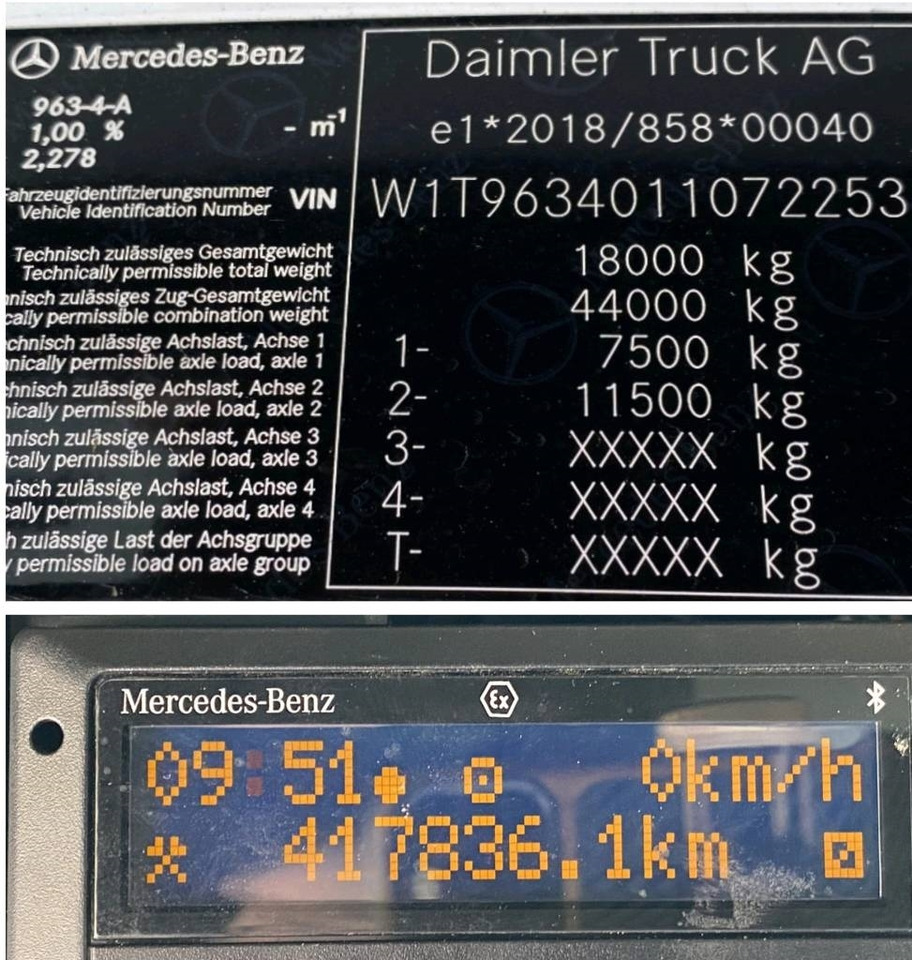 Mercedes-Benz
Daimler Truck AG
963-4-A
1,00 %
- m-1
2,278
e1*2018/858*00040
Fahrzeugidentifizierungsnummer
Vehicle Identification Number
VIN
W1T9634011072253
Technisch zulässiges Gesamtgewicht
Technically permissible total weight
18000 kg
nisch zulässiges Zug-Gesamtgewicht
cally permissible combination weight
44000 kg
chnisch zulässige Achslast, Achse 1
nically permissible axle load, axle 1
1- 7500 kg
chnisch zulässige Achslast, Achse 2
nically permissible axle load, axle 2
2- 11500 kg
nisch zulässige Achslast, Achse 3
ically permissible axle load, axle 3
3- XXXXX kg
nisch zulässige Achslast, Achse 4
cally permissible axle load, axle 4
4- XXXXX kg
h zulässige Last der Achsgruppe
y permissible load on axle group
T- XXXXX kg
Mercedes-Benz
Ex
09:51
0km/h
417836.1km